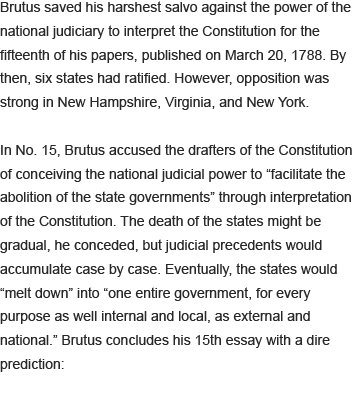 Brutus saved his harshest salvo against the power of the
national judiciary to interpret the Constitution for the
fifteenth of his papers, published on March 20, 1788. By
then, six states had ratified. However, opposition was
strong in New Hampshire, Virginia, and New York.

In No. 15, Brutus accused the drafters of the Constitution
of conceiving the national judicial power to “facilitate the
abolition of the state governments” through interpretation
of the Constitution. The death of the states might be
gradual, he conceded, but judicial precedents would
accumulate case by case. Eventually, the states would
“melt down” into “one entire government, for every
purpose as well internal and local, as external and
national.” Brutus concludes his 15th essay with a dire
prediction: